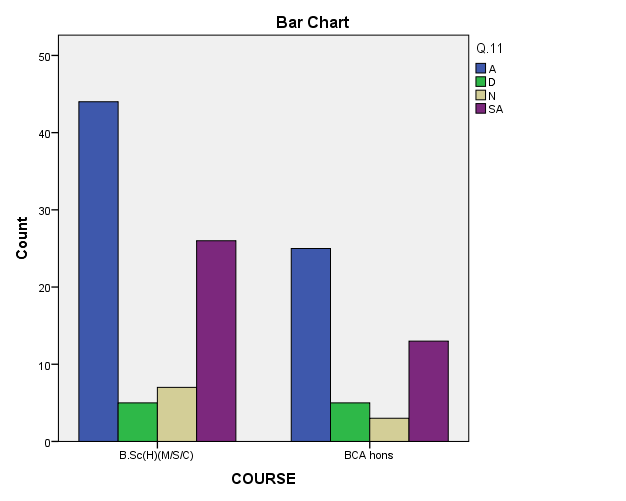 Bar Chart
Q.11
A
D
N
SA
50
40
30
20
10
0
Count
B.Sc(H)(M/S/C)
BCA hons
COURSE